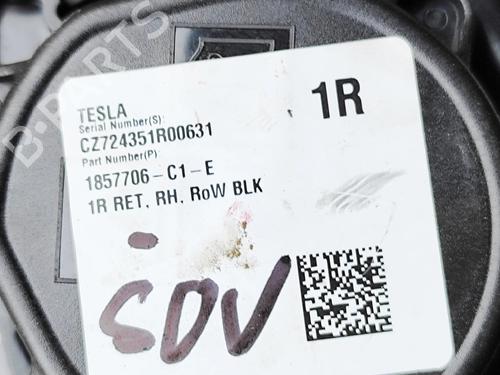 B-PARTS
TESLA
1R
Serial Number(S):
CZ724351R00631
Part Number(P):
1857706-C1-E
1R RET, RH, RoW BLK
SDV